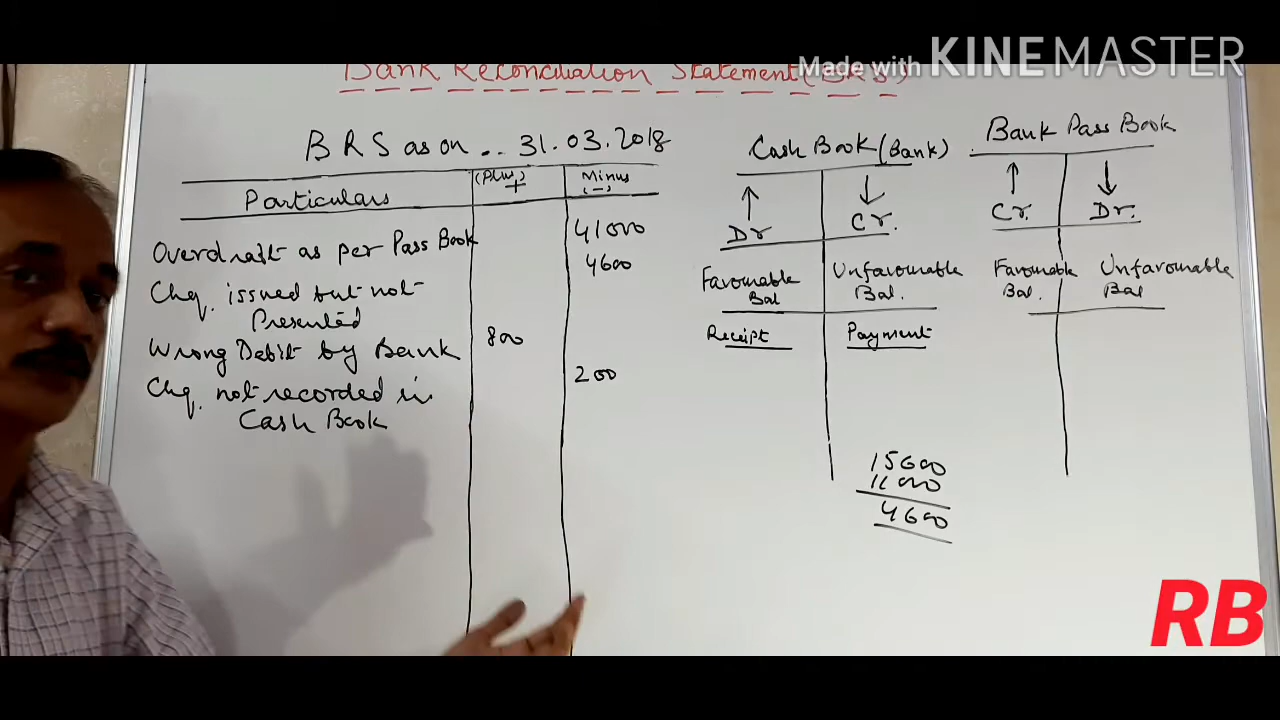 Made with KINEMASTER
Bank Reconciliation Statement (BRS)
BRS as on .. 31.03.2018
Particulars
(Plus)
+
Minus
(-)
Overdraft as per Pass Book
41000
Chq. issued but not
Presented
4600
Wrong Debit by Bank
800
Chq. not recorded in
Cash Book
200
Cash Book (Bank)
Dr
Cr.
Favourable
Bal
Unfavourable
Bal.
Receipt
Payment
15600
11000
4600
Bank Pass Book
Cr.
Dr.
Favourable
Bal.
Unfavourable
Bal
RB